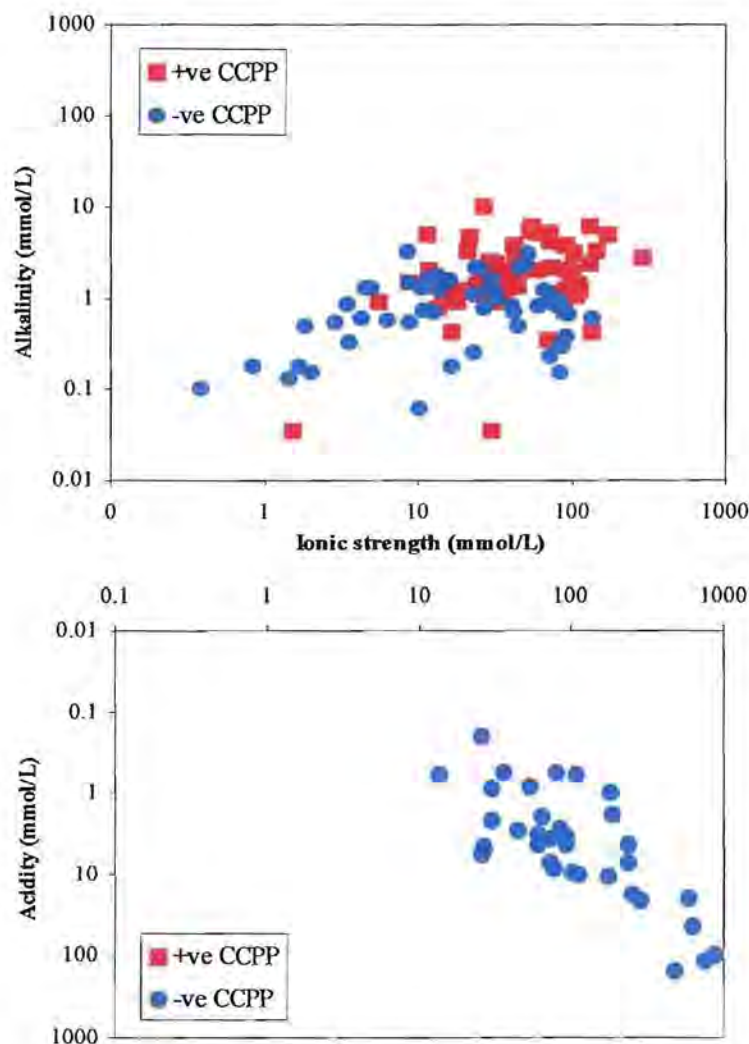 1000
+ve CCPP
-ve CCPP
100
10
1
0.1
0.01
Alkalinity (mmol/L)
0 1 10 100 1000
Ionic strength (mmol/L)
0.1 1 10 100 1000
0.01
0.1
1
10
100
1000
Acdity (mmol/L)
+ve CCPP
-ve CCPP